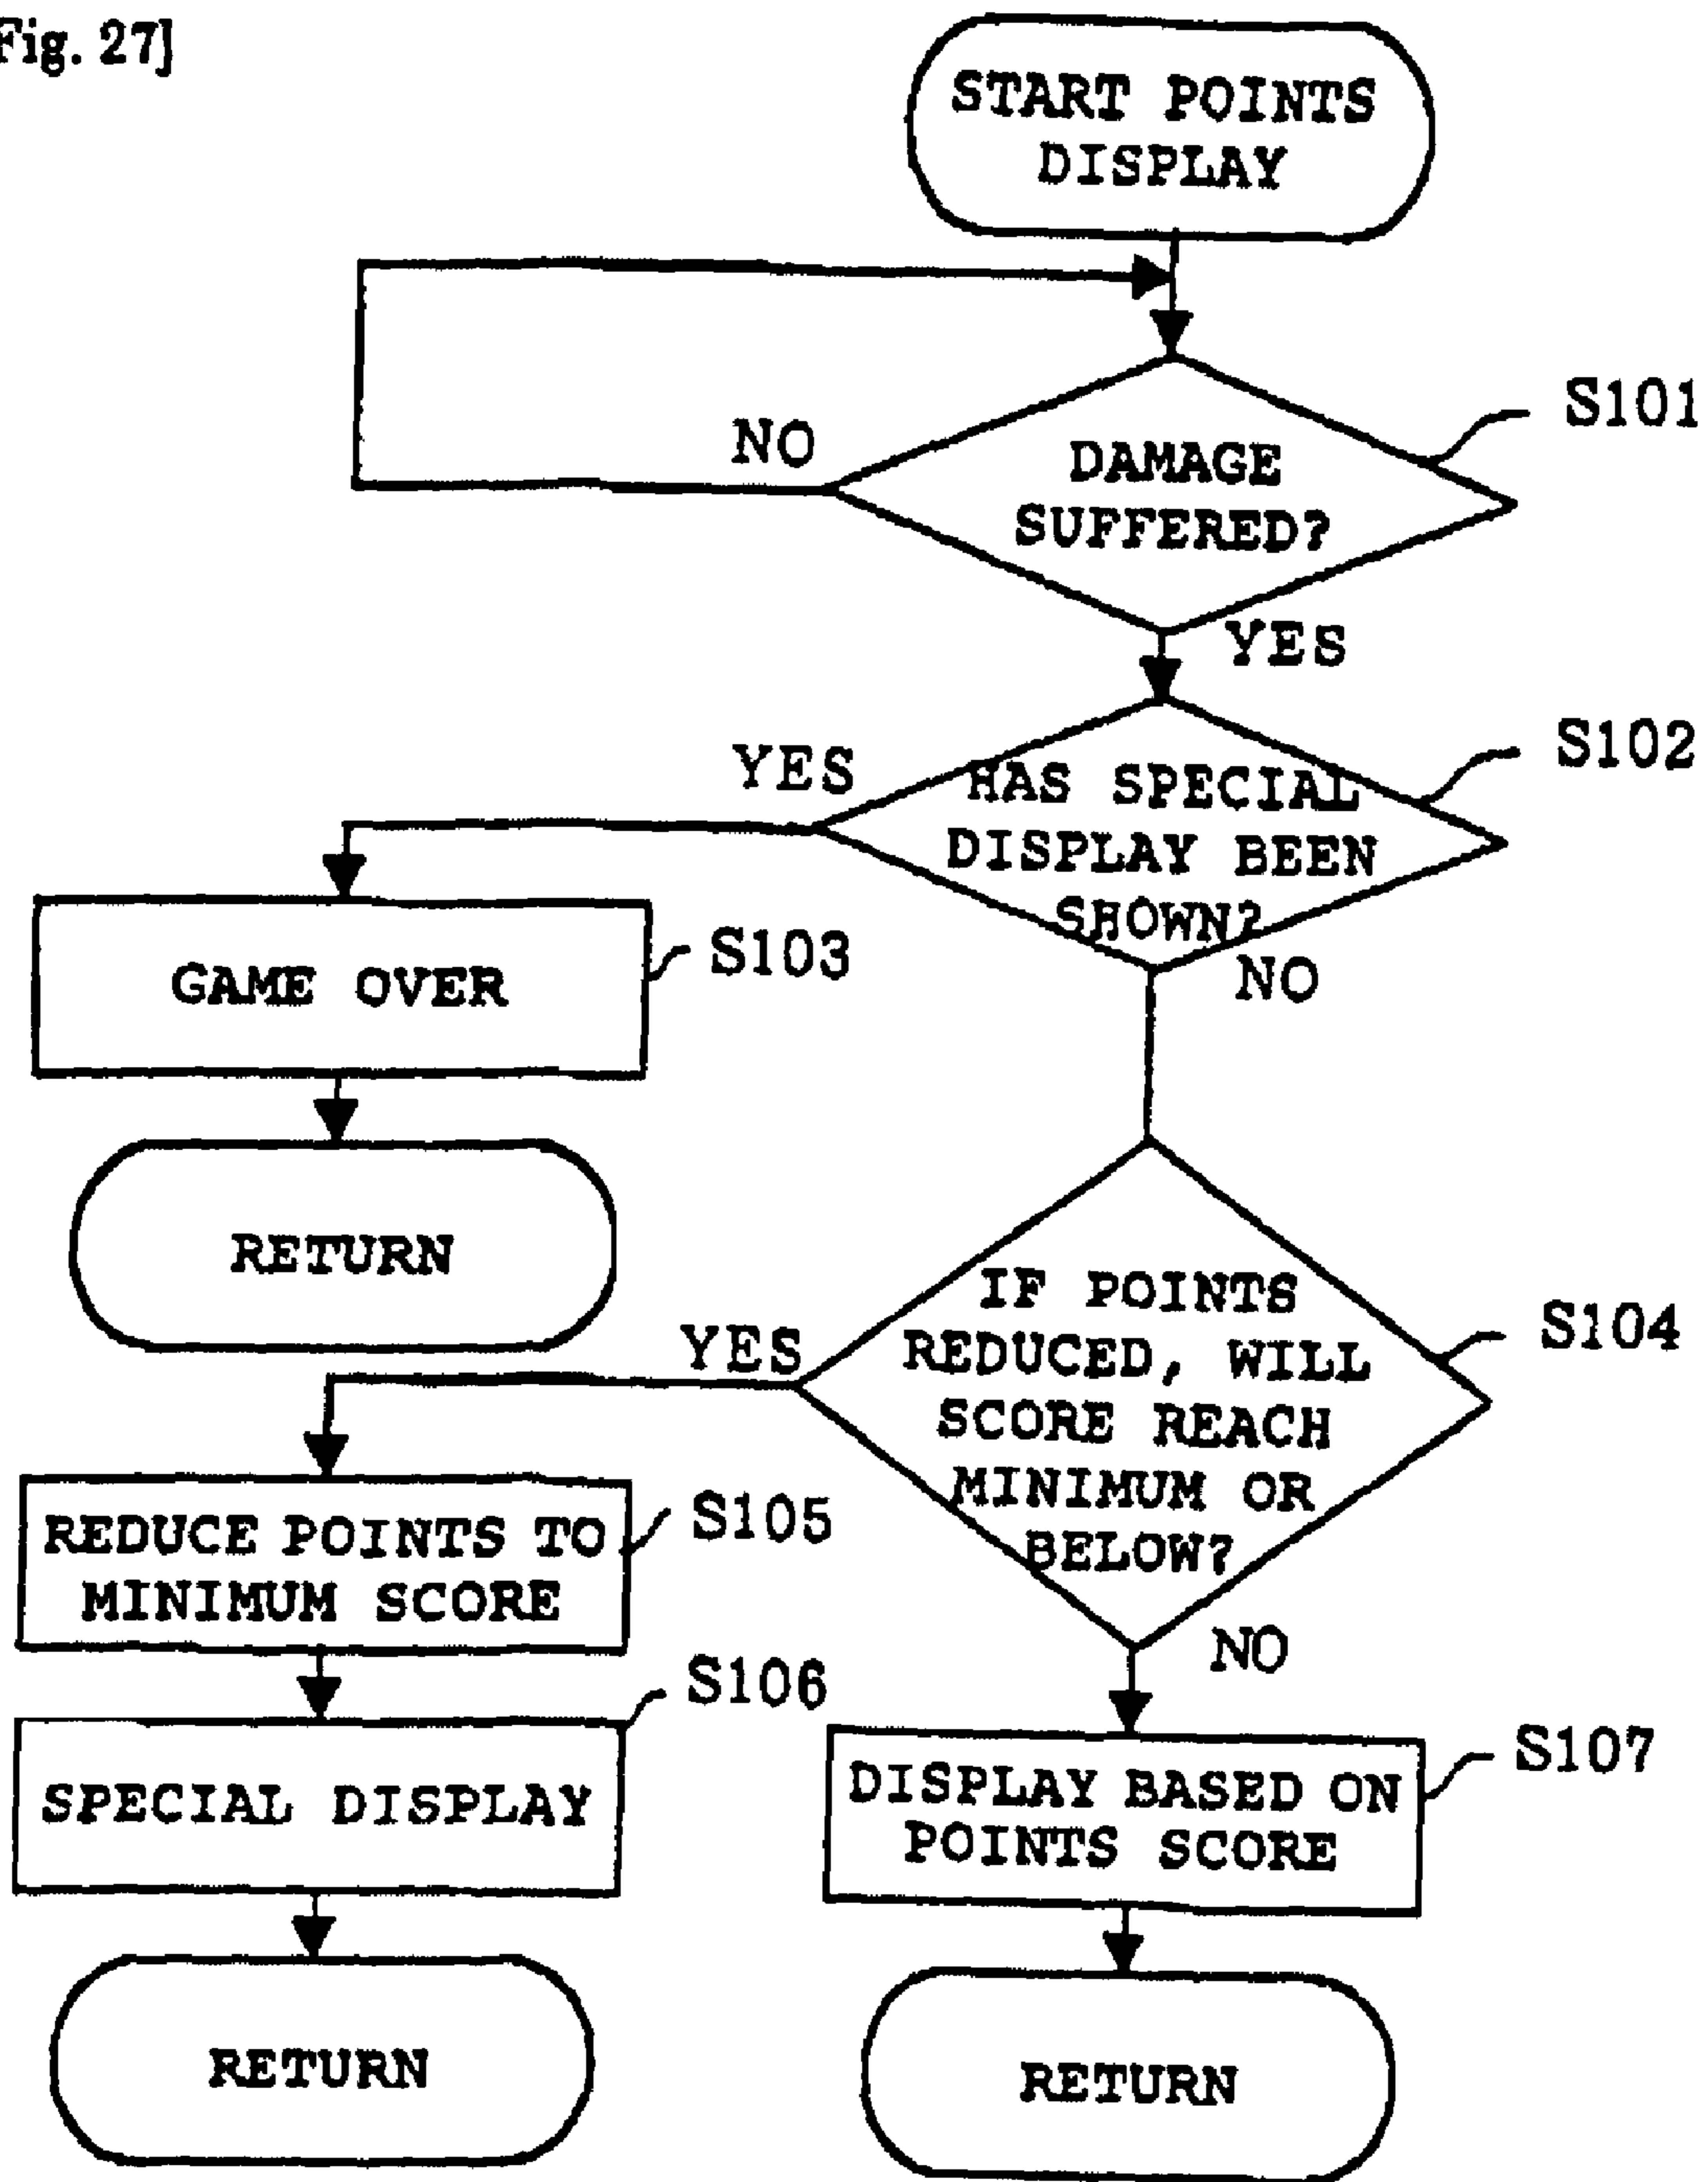 Fig. 27]
START POINTS
DISPLAY
S101
NO
DAMAGE
SUFFERED?
YES
S102
YES
HAS SPECIAL
DISPLAY BEEN
SHOWN?
NO
S103
GAME OVER
RETURN
S104
YES
IF POINTS
REDUCED, WILL
SCORE REACH
MINIMUM OR
BELOW?
NO
S105
REDUCE POINTS TO
MINIMUM SCORE
S106
SPECIAL DISPLAY
S107
DISPLAY BASED ON
POINTS SCORE
RETURN
RETURN